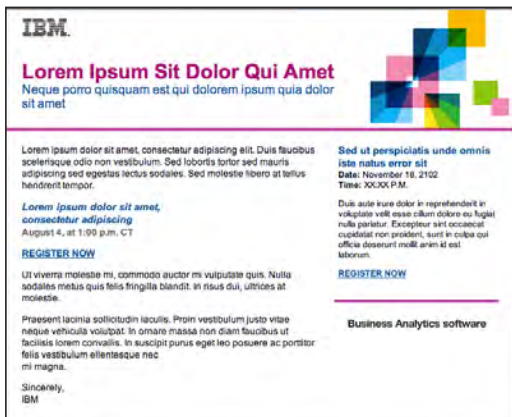 IBM.
Lorem Ipsum Sit Dolor Qui Amet
Neque porro quisquam est qui dolorem ipsum quia dolor
sit amet
Lorem ipsum dolor sit amet, consectetur adipiscing elit. Duis faucibus
scelerisque odio non vestibulum. Sed lobortis tortor sed mauris
adipiscing sed egestas lectus sodales. Sed molestie libero at tellus
hendrerit tempor.
Lorem ipsum dolor sit amet,
consectetur adipiscing
August 4, at 1:00 p.m. CT
REGISTER NOW
Ut viverra molestie mi, commodo auctor mi vulputate quis. Nulla
sodales metus quis felis fringilla blandit. In risus dui, ultrices at
molestie.
Praesent lacinia sollicitudin iaculis. Proin vestibulum justo vitae
neque vehicula volutpat. In ornare massa non diam faucibus ut
facilisis lorem convallis. In suscipit purus eget leo posuere ac porttitor
felis vestibulum ellentesque nec
mi magna.
Sincerely,
IBM
Sed ut perspiciatis unde omnis
iste natus error sit
Date: November 18, 2102
Time: XX:XX P.M.
Duis aute irure dolor in reprehenderit in
voluptate velit esse cillum dolore eu fugiat
nulla pariatur. Excepteur sint occaecat
cupidatat non proident, sunt in culpa qui
officia deserunt mollit anim id est
laborum.
REGISTER NOW
Business Analytics software